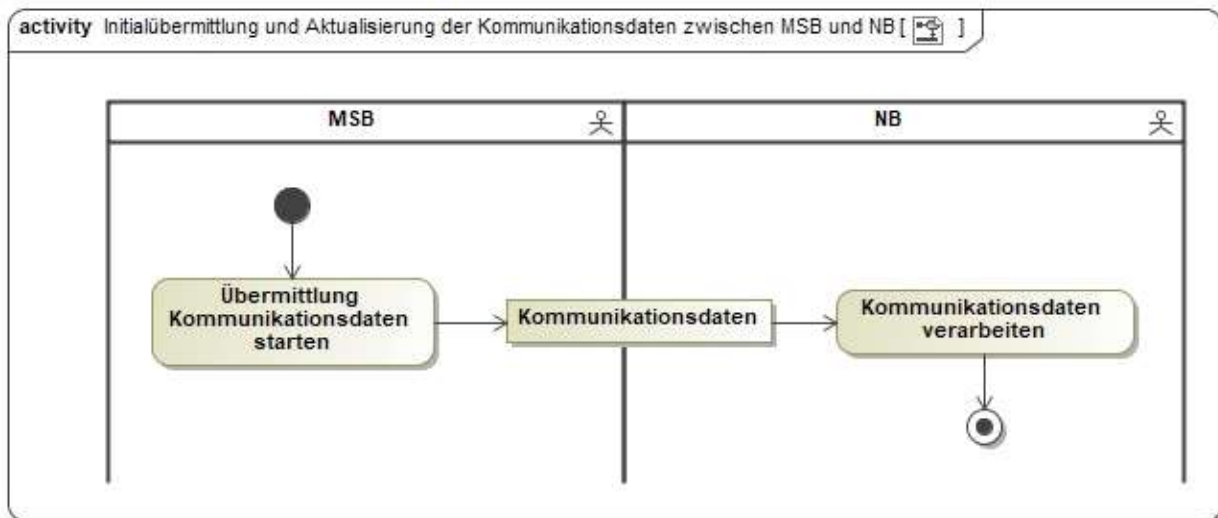 activity Initialübermittlung und Aktualisierung der Kommunikationsdaten zwischen MSB und NB [ ]
MSB
NB
Übermittlung
Kommunikationsdaten
starten
Kommunikationsdaten
Kommunikationsdaten
verarbeiten